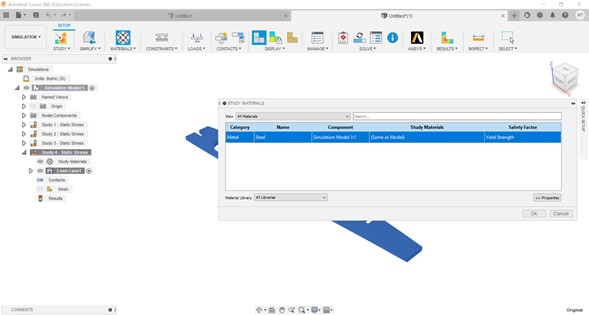 Autodesk Fusion 360 (Education License)
Untitled
Untitled*(1)
SETUP
SIMULATION
STUDY
SIMPLIFY
MATERIALS
CONSTRAINTS
LOADS
CONTACTS
DISPLAY
MANAGE
SOLVE
ANSYS
RESULTS
INSPECT
SELECT
BROWSER
Simulations
Units: Metric (SI)
Simulation Model 1
Named Views
Origin
Model Components
Study 1 - Static Stress
Study 2 - Static Stress
Study 3 - Static Stress
Study 4 - Static Stress
Study Materials
Load Case1
Contacts
Mesh
Results
STUDY MATERIALS
View All Materials Search...
Category Name Component Study Materials Safety Factor
Metal Steel Simulation Model 1:1 (Same as Model) Yield Strength
Material Library All Libraries << Properties
OK Cancel
QUICK SETUP
COMMENTS
Original